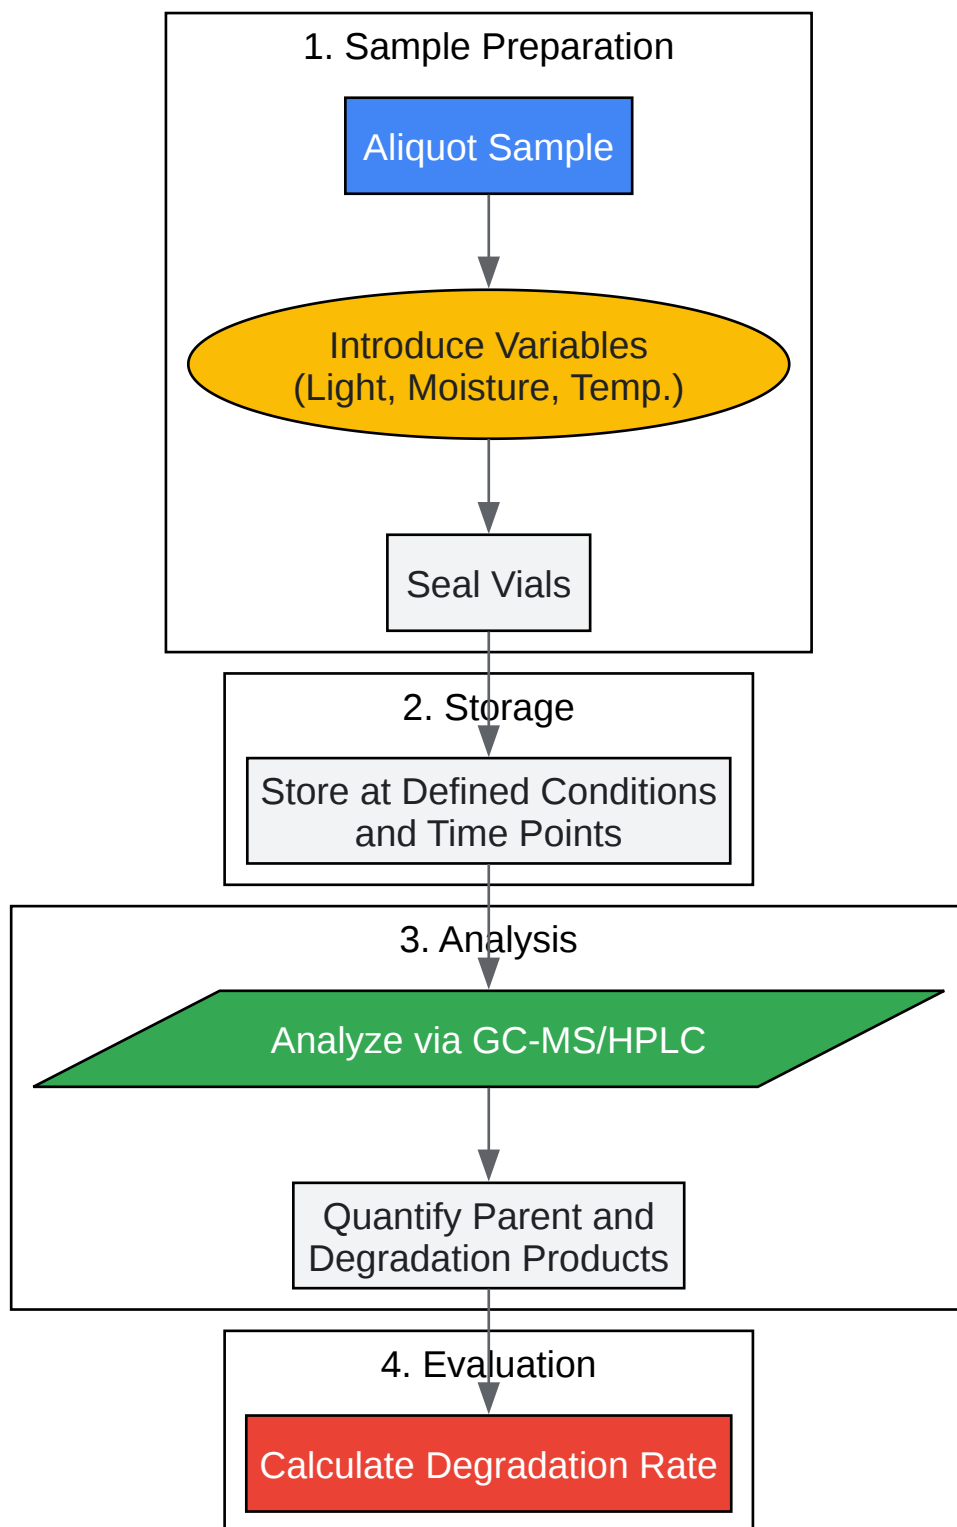 1. Sample Preparation
Aliquot Sample
Introduce Variables
(Light, Moisture, Temp.)
Seal Vials
2. Storage
Store at Defined Conditions
and Time Points
3. Analysis
Analyze via GC-MS/HPLC
Quantify Parent and
Degradation Products
4. Evaluation
Calculate Degradation Rate